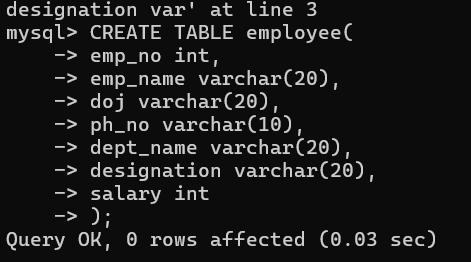 designation var' at line 3
mysql> CREATE TABLE employee(
    -> emp_no int,
    -> emp_name varchar(20),
    -> doj varchar(20),
    -> ph_no varchar(10),
    -> dept_name varchar(20),
    -> designation varchar(20),
    -> salary int
    -> );
Query OK, 0 rows affected (0.03 sec)